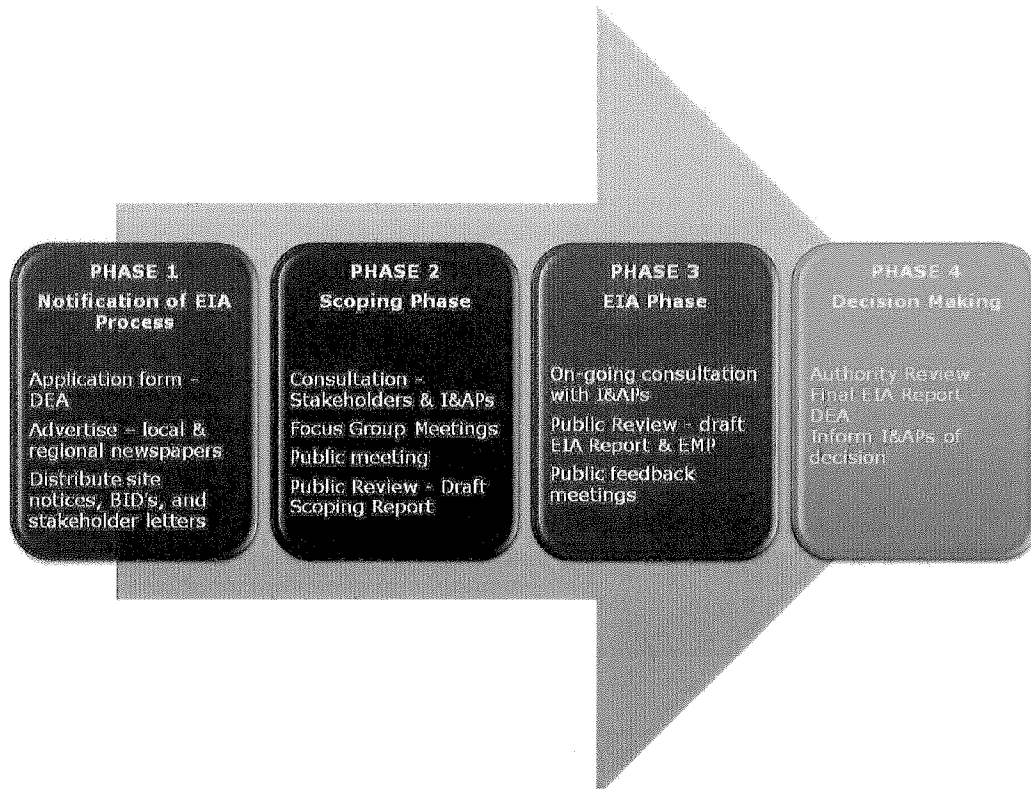 PHASE 1
Notification of EIA
Process
Application form –
DEA
Advertise – local &
regional newspapers
Distribute site
notices, BID's, and
stakeholder letters
PHASE 2
Scoping Phase
Consultation –
Stakeholders & I&APs
Focus Group Meetings
Public meeting
Public Review - Draft
Scoping Report
PHASE 3
EIA Phase
On-going consultation
with I&APs
Public Review - draft
EIA Report & EMP
Public feedback
meetings
PHASE 4
Decision Making
Authority Review
Final EIA Report -
DEA
Inform I&APs of
decision